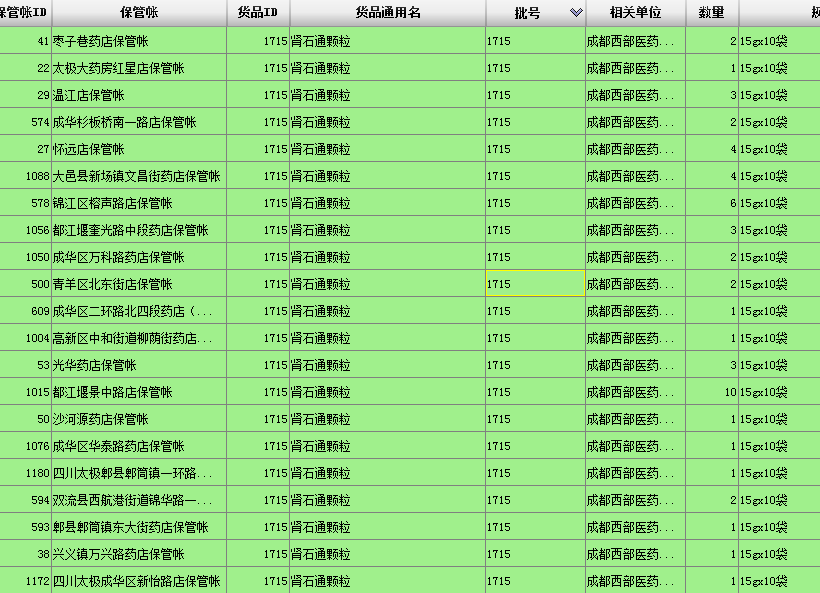 保管帐ID 保管帐 货品ID 货品通用名 批号 相关单位 数量
41 枣子巷药店保管帐 1715 肾石通颗粒 1715 成都西部医药... 2 15gx10袋
22 太极大药房红星店保管帐 1715 肾石通颗粒 1715 成都西部医药... 1 15gx10袋
29 温江店保管帐 1715 肾石通颗粒 1715 成都西部医药... 3 15gx10袋
574 成华杉板桥南一路店保管帐 1715 肾石通颗粒 1715 成都西部医药... 2 15gx10袋
27 怀远店保管帐 1715 肾石通颗粒 1715 成都西部医药... 4 15gx10袋
1088 大邑县新场镇文昌街药店保管帐 1715 肾石通颗粒 1715 成都西部医药... 4 15gx10袋
578 锦江区榕声路店保管帐 1715 肾石通颗粒 1715 成都西部医药... 6 15gx10袋
1056 都江堰奎光路中段药店保管帐 1715 肾石通颗粒 1715 成都西部医药... 3 15gx10袋
1050 成华区万科路药店保管帐 1715 肾石通颗粒 1715 成都西部医药... 2 15gx10袋
500 青羊区北东街店保管帐 1715 肾石通颗粒 1715 成都西部医药... 2 15gx10袋
609 成华区二环路北四段药店（... 1715 肾石通颗粒 1715 成都西部医药... 1 15gx10袋
1004 高新区中和街道柳荫街药店... 1715 肾石通颗粒 1715 成都西部医药... 1 15gx10袋
53 光华药店保管帐 1715 肾石通颗粒 1715 成都西部医药... 3 15gx10袋
1015 都江堰景中路店保管帐 1715 肾石通颗粒 1715 成都西部医药... 10 15gx10袋
50 沙河源药店保管帐 1715 肾石通颗粒 1715 成都西部医药... 1 15gx10袋
1076 成华区华泰路药店保管帐 1715 肾石通颗粒 1715 成都西部医药... 1 15gx10袋
1180 四川太极郫县郫筒镇一环路... 1715 肾石通颗粒 1715 成都西部医药... 1 15gx10袋
594 双流县西航港街道锦华路一... 1715 肾石通颗粒 1715 成都西部医药... 2 15gx10袋
593 郫县郫筒镇东大街药店保管帐 1715 肾石通颗粒 1715 成都西部医药... 1 15gx10袋
38 兴义镇万兴路药店保管帐 1715 肾石通颗粒 1715 成都西部医药... 1 15gx10袋
1172 四川太极成华区新怡路店保管帐 1715 肾石通颗粒 1715 成都西部医药... 1 15gx10袋